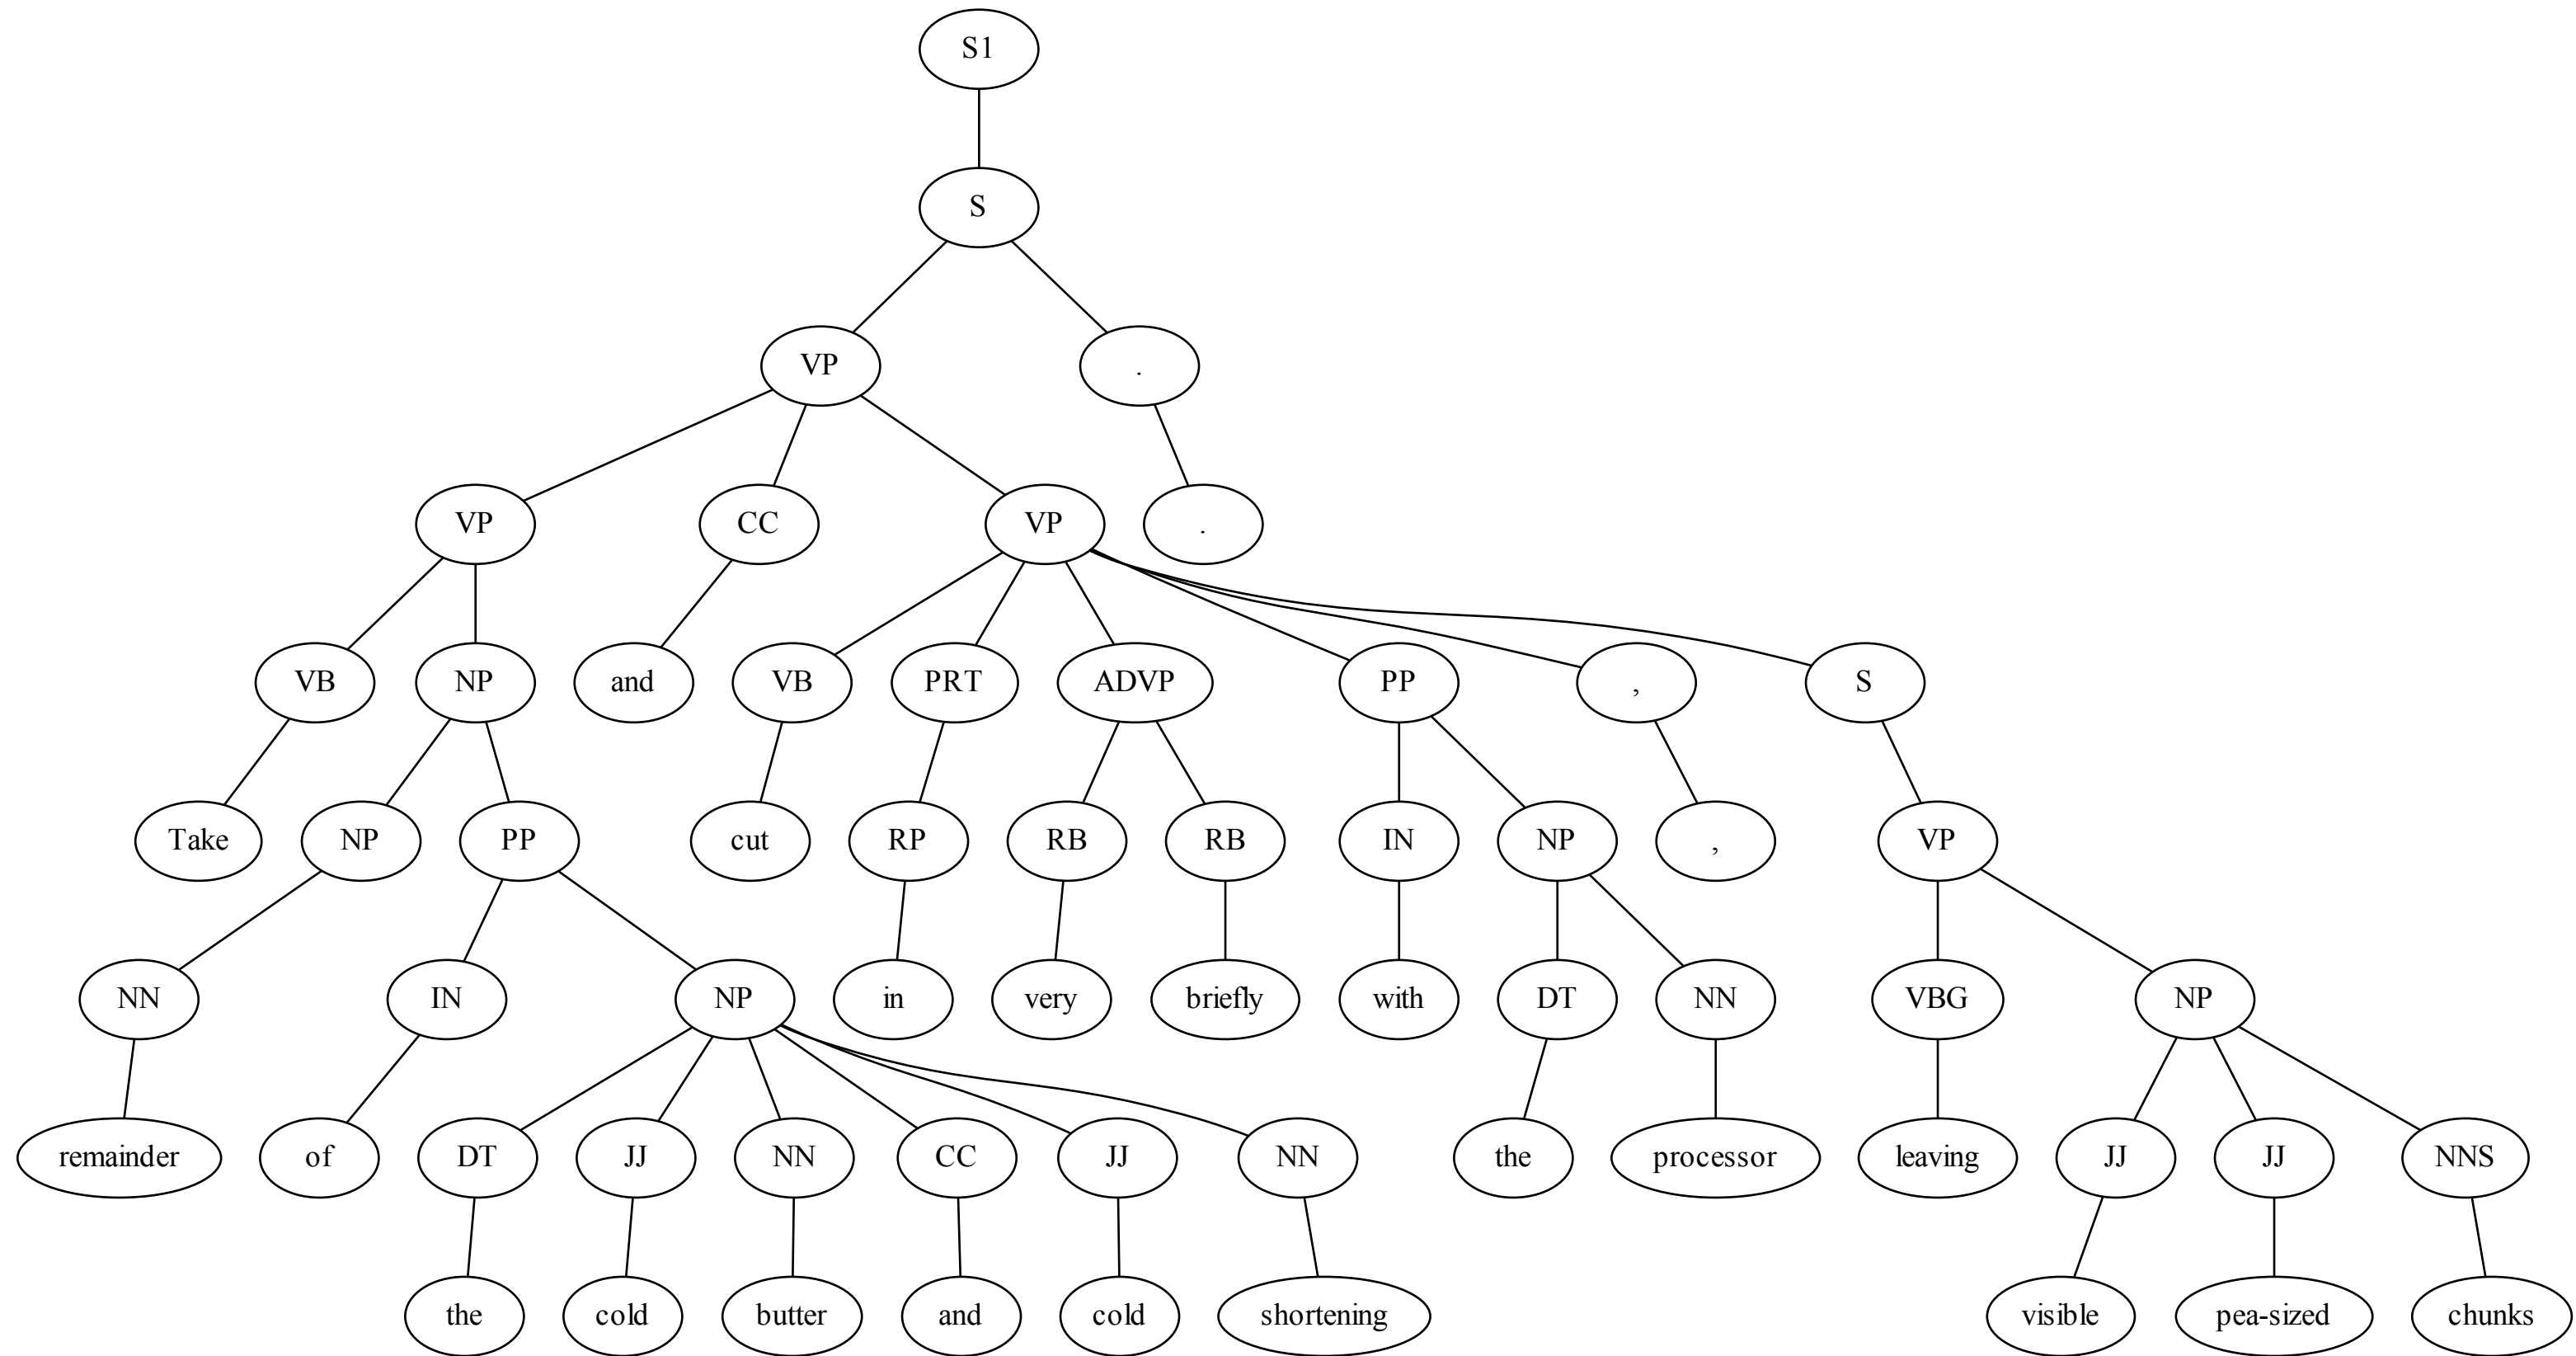 S1
S
VP .
VP CC VP .
VB NP and VB PRT ADVP PP , S
Take NP PP cut RP RB RB IN NP , VP
NN IN NP in very briefly with DT NN VBG NP
remainder of DT JJ NN CC JJ NN the processor leaving JJ JJ NNS
the cold butter and cold shortening visible pea-sized chunks